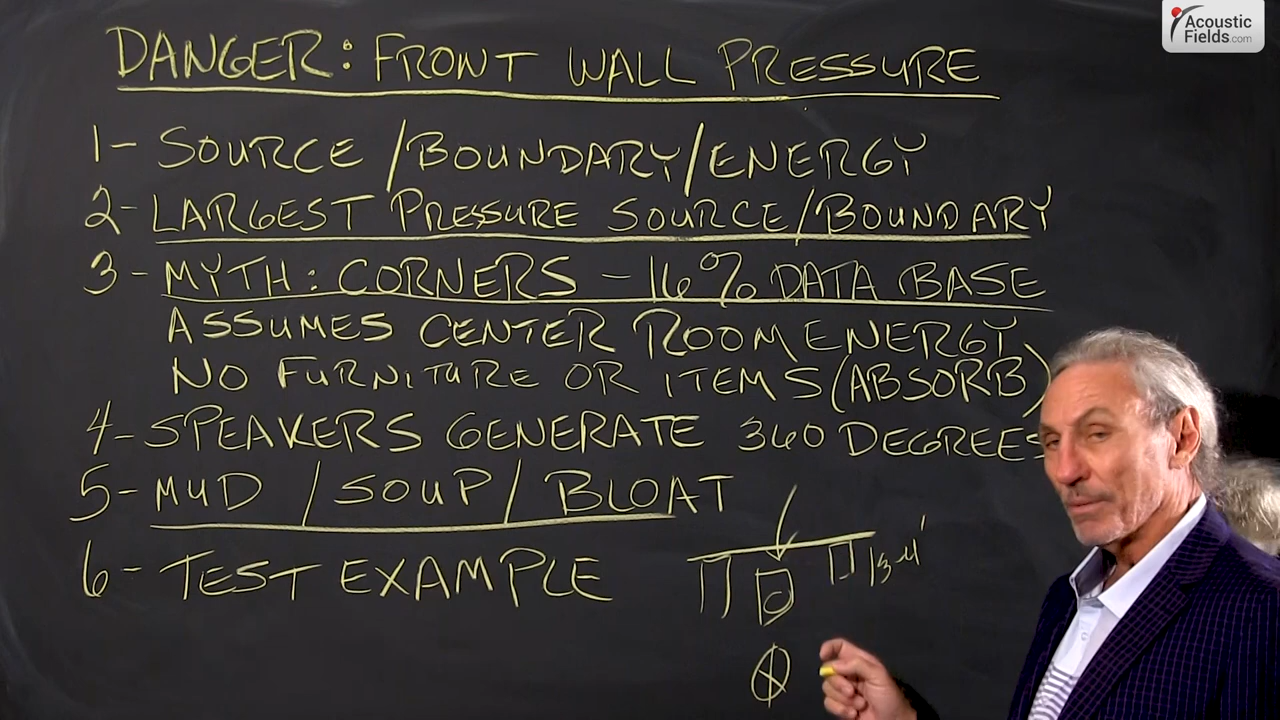 Acoustic
Fields.com
DANGER: FRONT WALL PRESSURE
1- SOURCE/BOUNDARY/ENERGY
2- LARGEST PRESSURE SOURCE/BOUNDARY
3- MYTH: CORNERS - 16% DATA BASE
ASSUMES CENTER ROOM ENERGY
NO FURNITURE OR ITEMS (ABSORB)
4- SPEAKERS GENERATE 360 DEGREES
5- MUD / SOUP / BLOAT
6- TEST EXAMPLE
3-4'